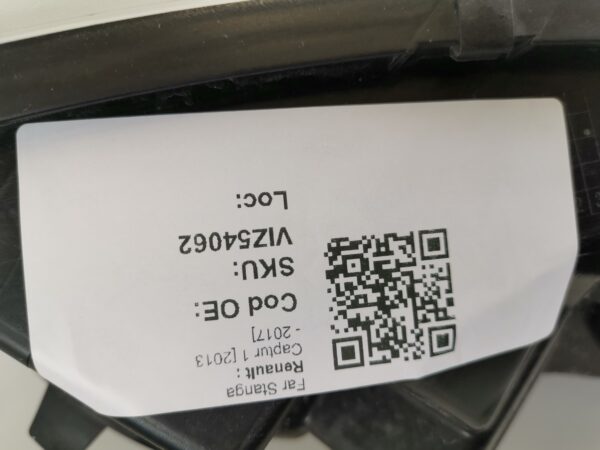 Far Stanga
Renault :
Captur 1 [2013
- 2017]
Cod OE:
SKU:
VIZ54062
Loc: